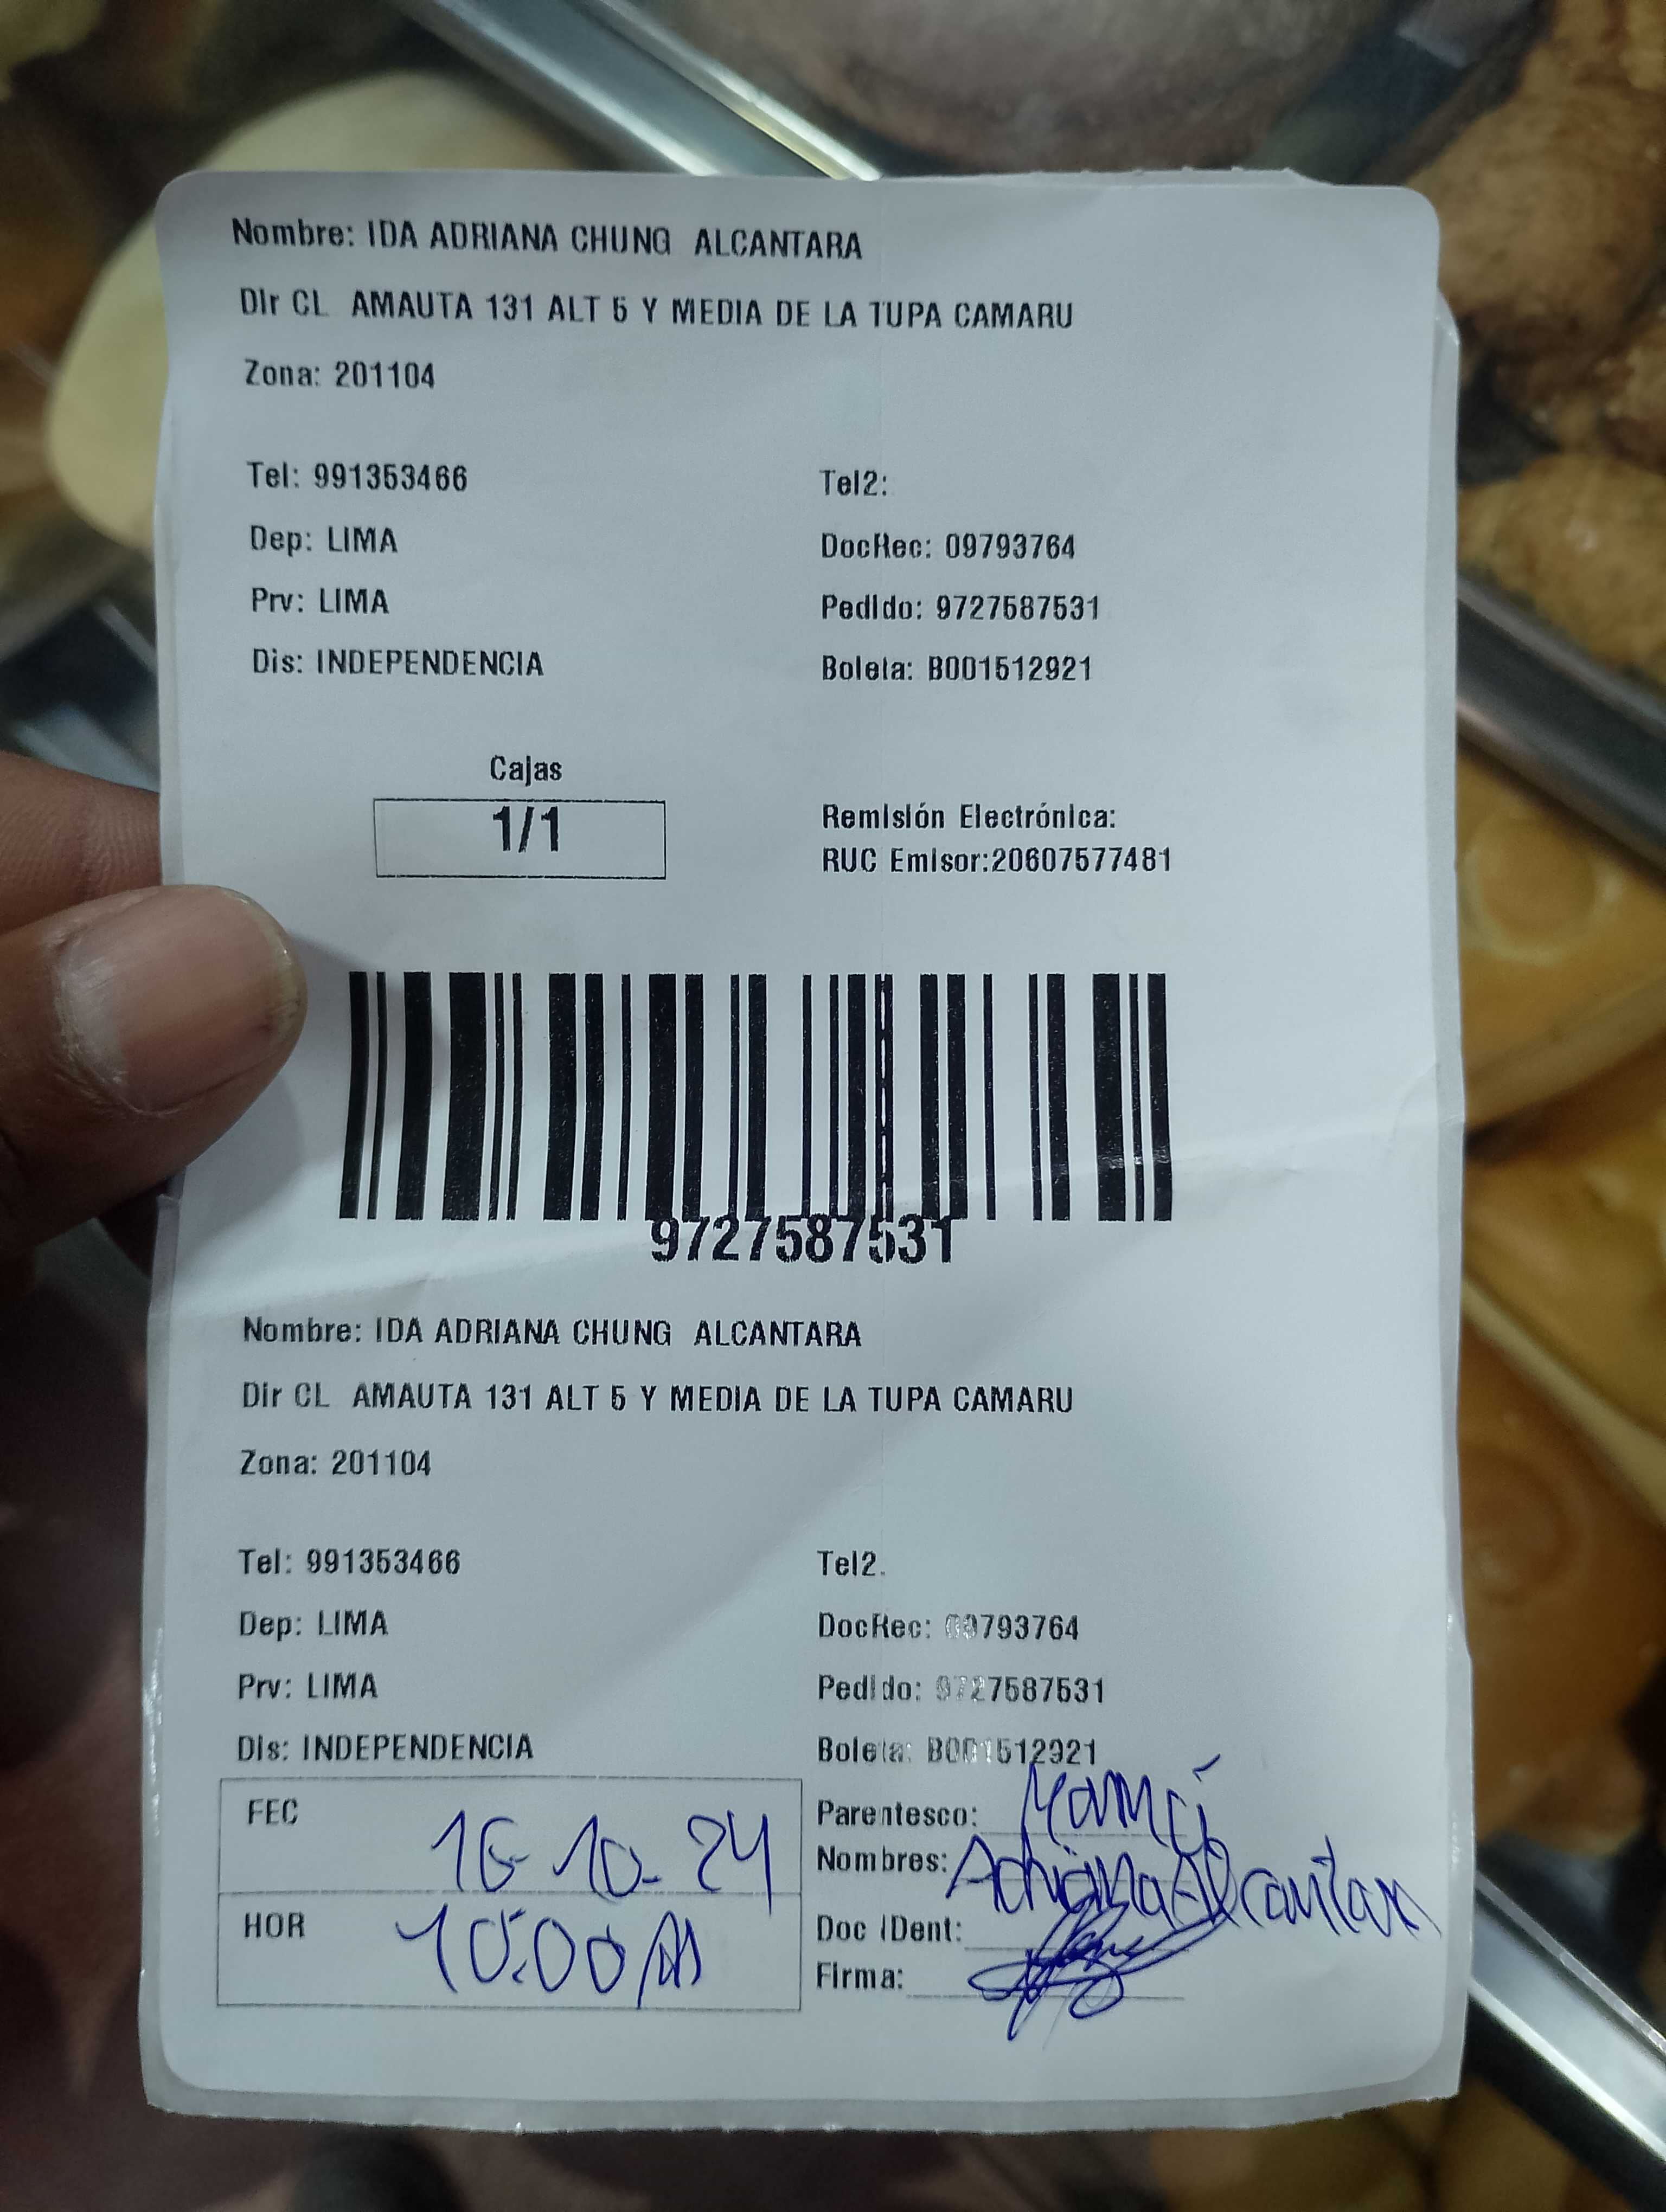 Nombre: IDA ADRIANA CHUNG ALCANTARA
Dir CL AMAUTA 131 ALT 5 Y MEDIA DE LA TUPA CAMARU
Zona: 201104
Tel: 991353466 Tel2:
Dep: LIMA DocRec: 09793764
Prv: LIMA Pedido: 9727587531
Dis: INDEPENDENCIA Boleta: B001512921
Cajas
1/1
Remisión Electrónica:
RUC Emisor:20607577481
9727587531
Nombre: IDA ADRIANA CHUNG ALCANTARA
Dir CL AMAUTA 131 ALT 5 Y MEDIA DE LA TUPA CAMARU
Zona: 201104
Tel: 991353466 Tel2.
Dep: LIMA DocRec: 09793764
Prv: LIMA Pedido: 9727587531
Dis: INDEPENDENCIA Boleta: B001512921
FEC 16-10-24
HOR 10:00 AM
Parentesco: Mamá
Nombres: Adriana Alcantara
Doc IDent:
Firma: